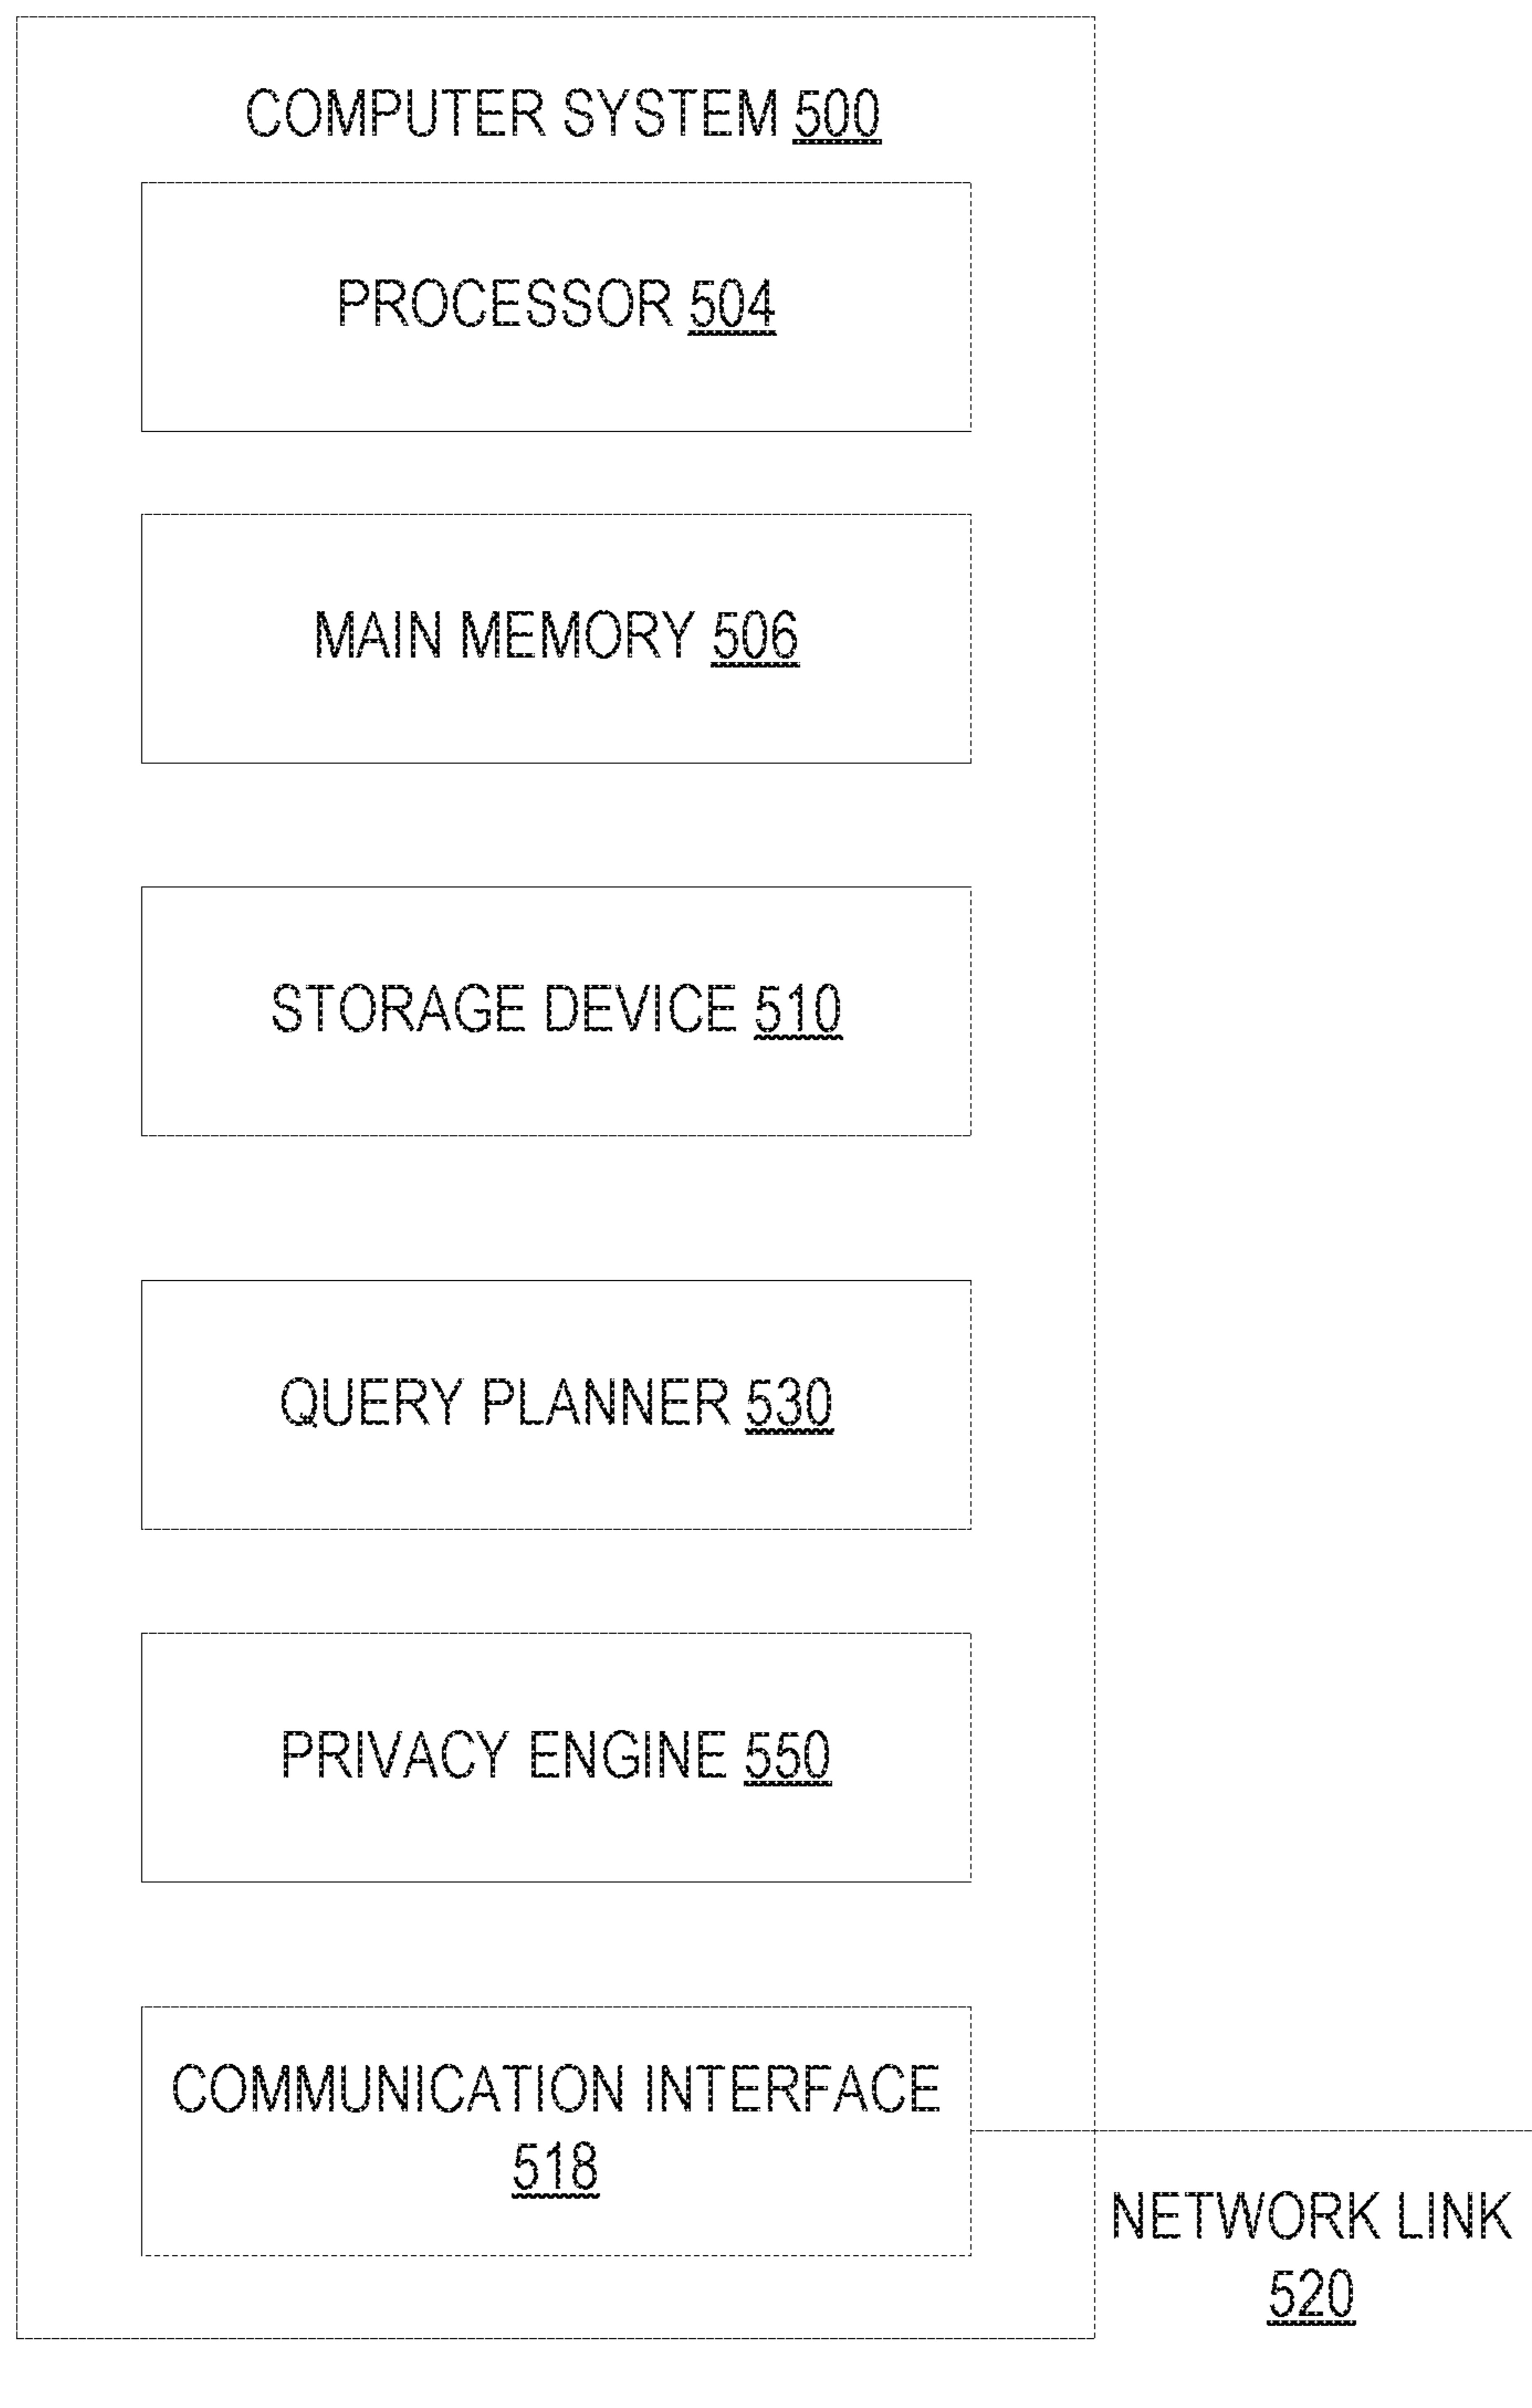 COMPUTER SYSTEM 500
PROCESSOR 504
MAIN MEMORY 506
STORAGE DEVICE 510
QUERY PLANNER 530
PRIVACY ENGINE 550
COMMUNICATION INTERFACE
518
NETWORK LINK
520